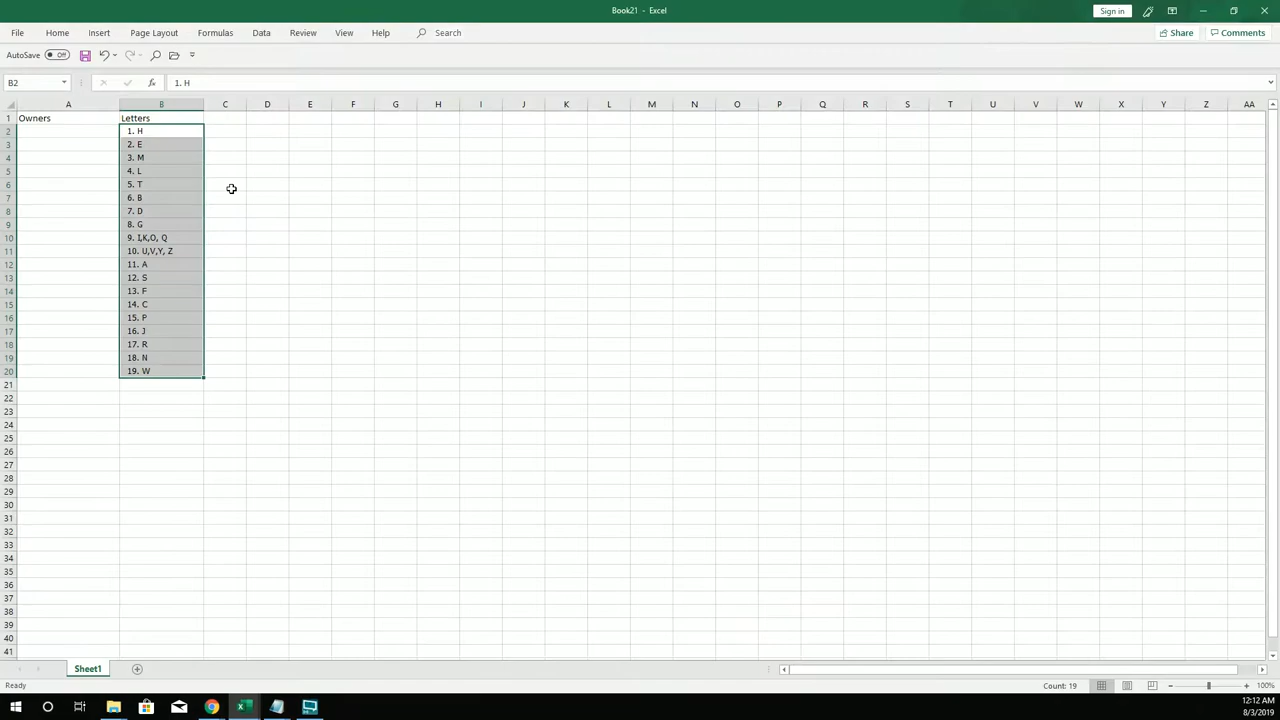 Book21 - Excel
Sign in
File Home Insert Page Layout Formulas Data Review View Help Search Share Comments
AutoSave Off
B2 fx 1. H
A B C D E F G H I J K L M N O P Q R S T U V W X Y Z AA
1 Owners Letters
2 1. H
3 2. E
4 3. M
5 4. L
6 5. T
7 6. B
8 7. D
9 8. G
10 9. I,K,O, Q
11 10. U,V,Y, Z
12 11. A
13 12. S
14 13. F
15 14. C
16 15. P
17 16. J
18 17. R
19 18. N
20 19. W
21
22
23
24
25
26
27
28
29
30
31
32
33
34
35
36
37
38
39
40
41
Sheet1
Ready Count: 19 100%
12:12 AM
8/3/2019